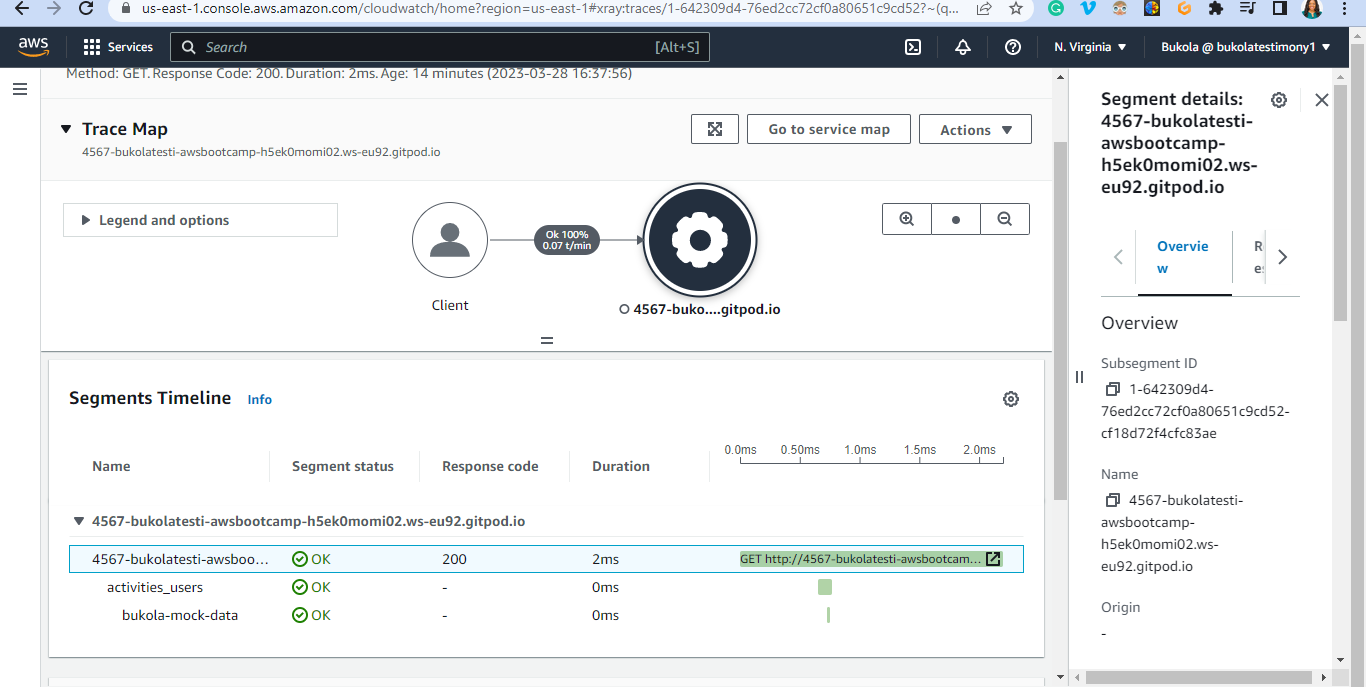 us-east-1.console.aws.amazon.com/cloudwatch/home?region=us-east-1#xray:traces/1-642309d4-76ed2cc72cf0a80651c9cd52?~(q...
aws
Services
Search
[Alt+S]
N. Virginia
Bukola @ bukolatestimony1
Method: GET. Response Code: 200. Duration: 2ms. Age: 14 minutes (2023-03-28 16:37:56)
Trace Map
4567-bukolatesti-awsbootcamp-h5ek0momi02.ws-eu92.gitpod.io
Go to service map
Actions
Legend and options
Ok 100%
0.07 t/min
Client
4567-buko....gitpod.io
Segments Timeline
Info
Name
Segment status
Response code
Duration
0.0ms
0.50ms
1.0ms
1.5ms
2.0ms
4567-bukolatesti-awsbootcamp-h5ek0momi02.ws-eu92.gitpod.io
4567-bukolatesti-awsboo...
OK
200
2ms
GET http://4567-bukolatesti-awsbootcam...
activities_users
OK
-
0ms
bukola-mock-data
OK
-
0ms
Segment details:
4567-bukolatesti-
awsbootcamp-
h5ek0momi02.ws-
eu92.gitpod.io
Overvie
w
Overview
Subsegment ID
1-642309d4-
76ed2cc72cf0a80651c9cd52-
cf18d72f4cfc83ae
Name
4567-bukolatesti-
awsbootcamp-
h5ek0momi02.ws-
eu92.gitpod.io
Origin
-